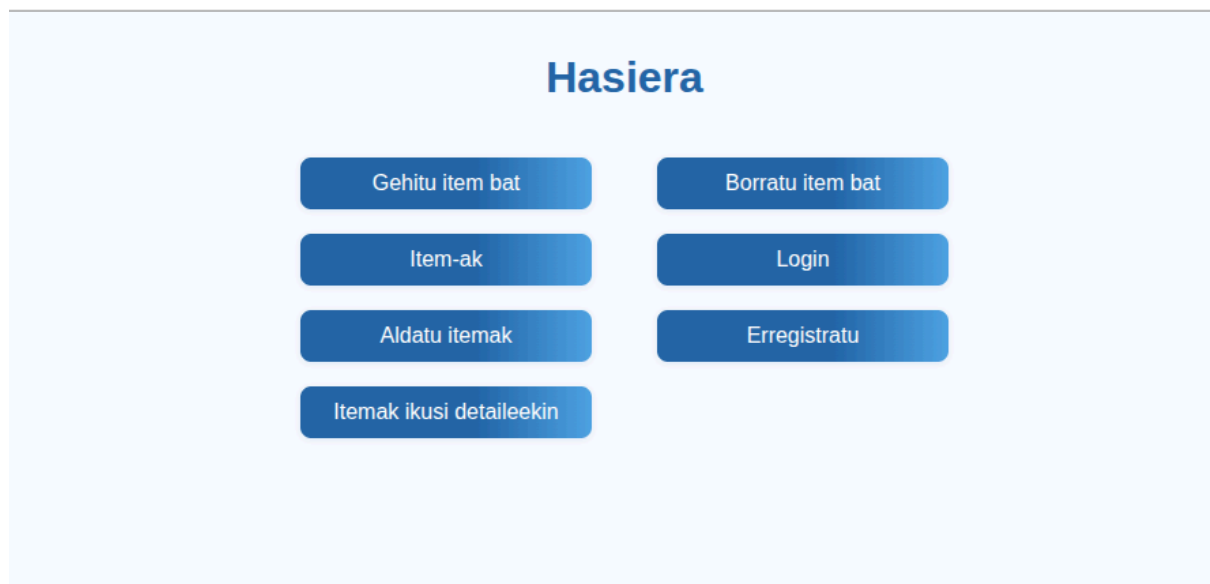 Hasiera
Gehitu item bat
Borratu item bat
Item-ak
Login
Aldatu itemak
Erregistratu
Itemak ikusi detaileekin